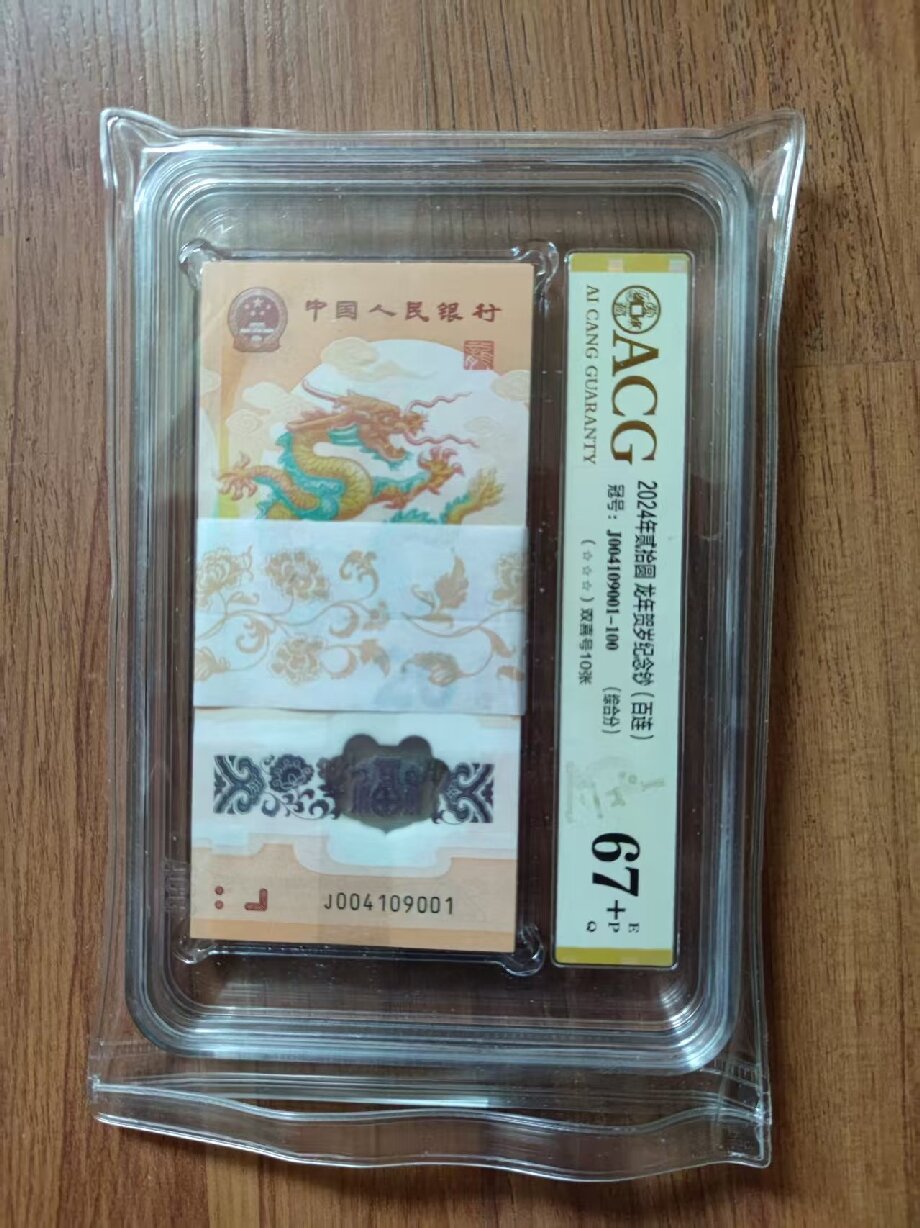 中国人民银行
J004109001
ACG
AI CANG GUARANTY
2024年贰拾圆 龙年贺岁纪念钞（百连）
冠号：J004109001-100 （综合分）
（☆☆☆）双喜号10张
67+
E
P
Q